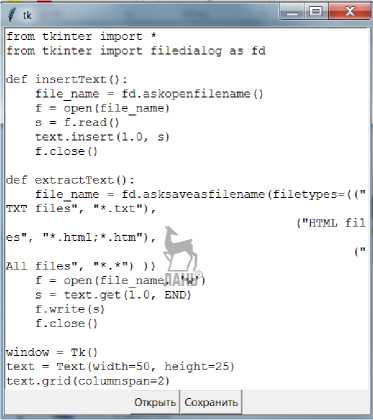 tk
from tkinter import *
from tkinter import filedialog as fd
def insertText():
file_name = fd.askopenfilename()
f = open(file_name)
s = f.read()
text.insert(1.0, s)
f.close()
def extractText():
file_name = fd.asksaveasfilename(filetypes=(("
TXT files", "*.txt"),
("HTML fil
es", "*.html;*.htm"),
("
All files", "*.*") ))
f = open(file_name, 'w')
s = text.get(1.0, END)
f.write(s)
f.close()
window = Tk()
text = Text(width=50, height=25)
text.grid(columnspan=2)
Открыть Сохранить